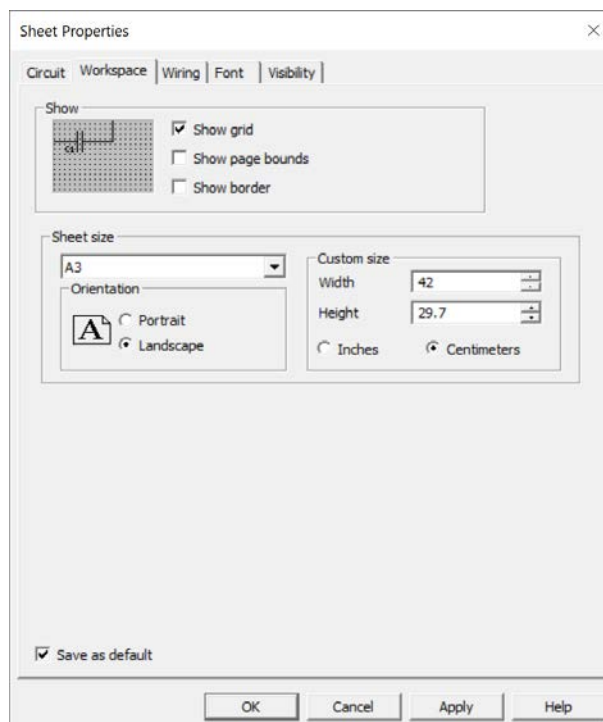 Sheet Properties
Circuit Workspace Wiring Font Visibility
Show
Show grid
Show page bounds
Show border
Sheet size
A3
Orientation
A
Portrait
Landscape
Custom size
Width 42
Height 29.7
Inches Centimeters
Save as default
OK Cancel Apply Help